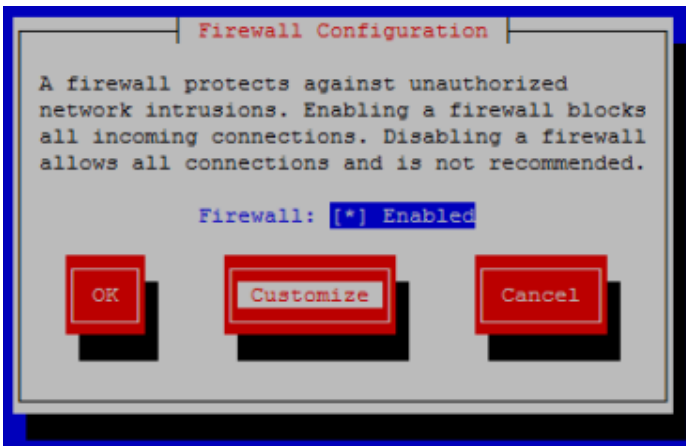 Firewall Configuration
A firewall protects against unauthorized
network intrusions. Enabling a firewall blocks
all incoming connections. Disabling a firewall
allows all connections and is not recommended.
Firewall: [*] Enabled
OK Customize Cancel